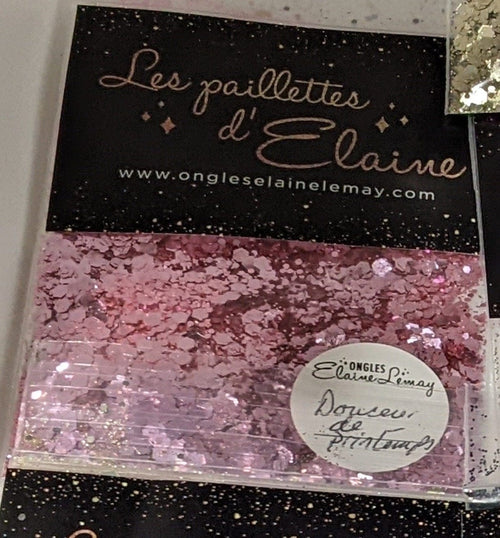 Les paillettes
d'Elaine
www.ongleselainelemay.com
ONGLES
Elaine Lemay
Douceur
de
printemps